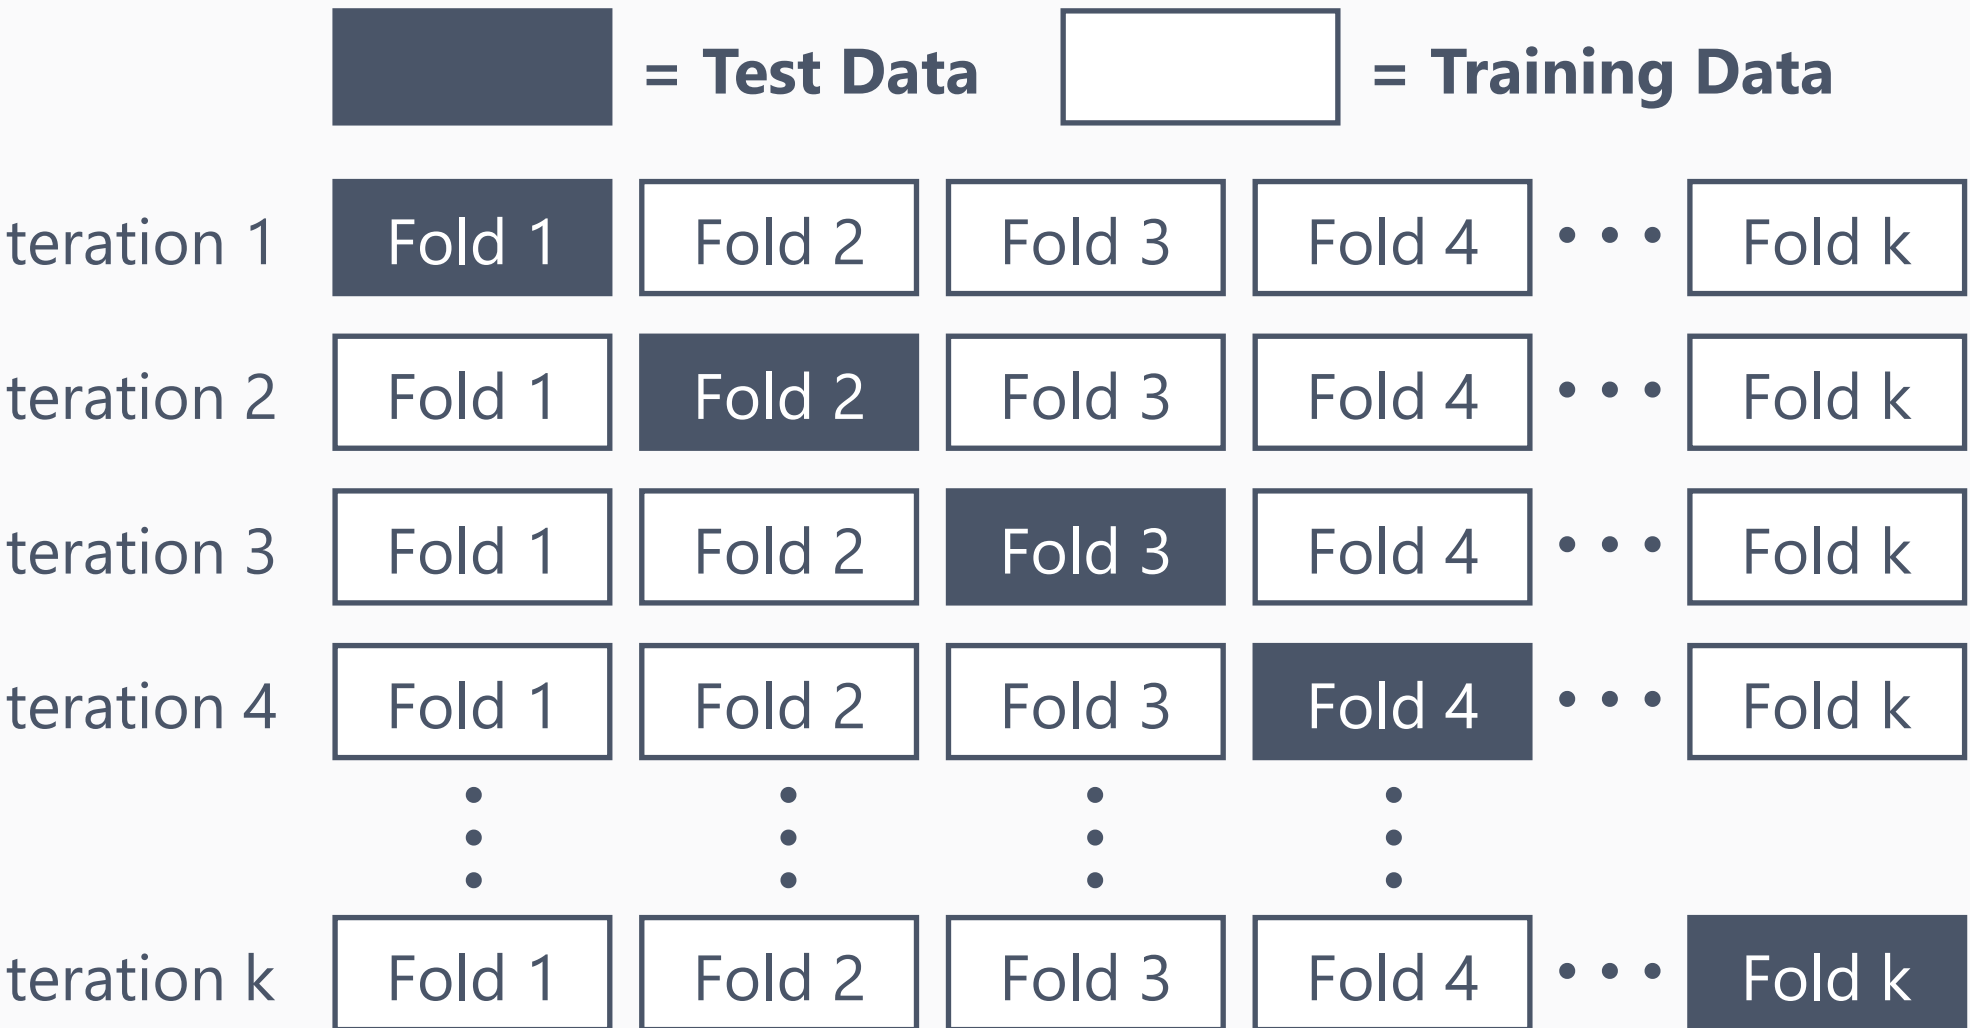 = Test Data = Training Data
teration 1 Fold 1 Fold 2 Fold 3 Fold 4 ••• Fold k
teration 2 Fold 1 Fold 2 Fold 3 Fold 4 ••• Fold k
teration 3 Fold 1 Fold 2 Fold 3 Fold 4 ••• Fold k
teration 4 Fold 1 Fold 2 Fold 3 Fold 4 ••• Fold k
teration k Fold 1 Fold 2 Fold 3 Fold 4 ••• Fold k